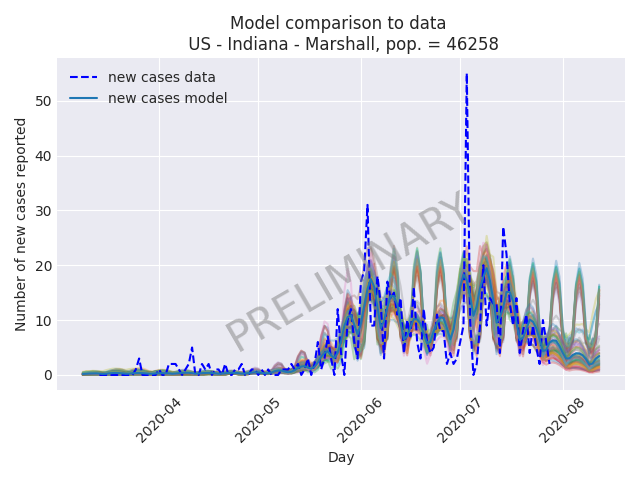 Model comparison to data
US - Indiana - Marshall, pop. = 46258
new cases data
new cases model
PRELIMINARY
Number of new cases reported
50
40
30
20
10
0
2020-04
2020-05
2020-06
2020-07
2020-08
Day